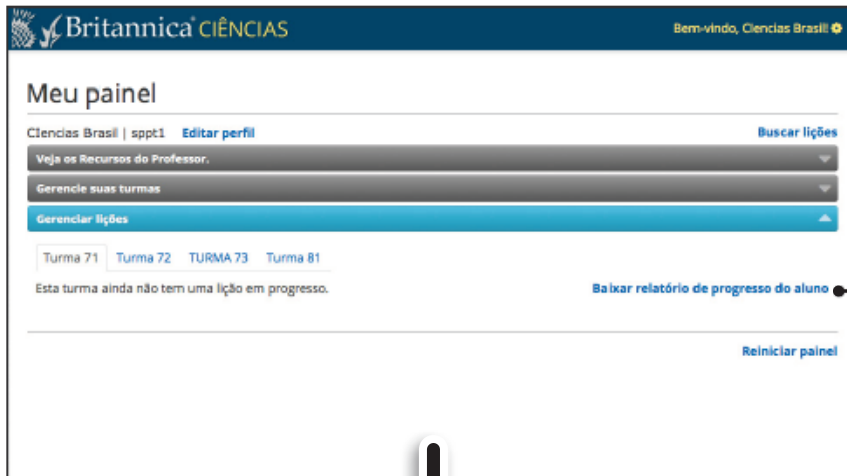 Britannica® CIÊNCIAS
Bem-vindo, Ciencias Brasil!
Meu painel
CIencias Brasil | sppt1 Editar perfil
Buscar lições
Veja os Recursos do Professor.
Gerencie suas turmas
Gerenciar lições
Turma 71 Turma 72 TURMA 73 Turma 81
Esta turma ainda não tem uma lição em progresso.
Baixar relatório de progresso do aluno
Reiniciar painel